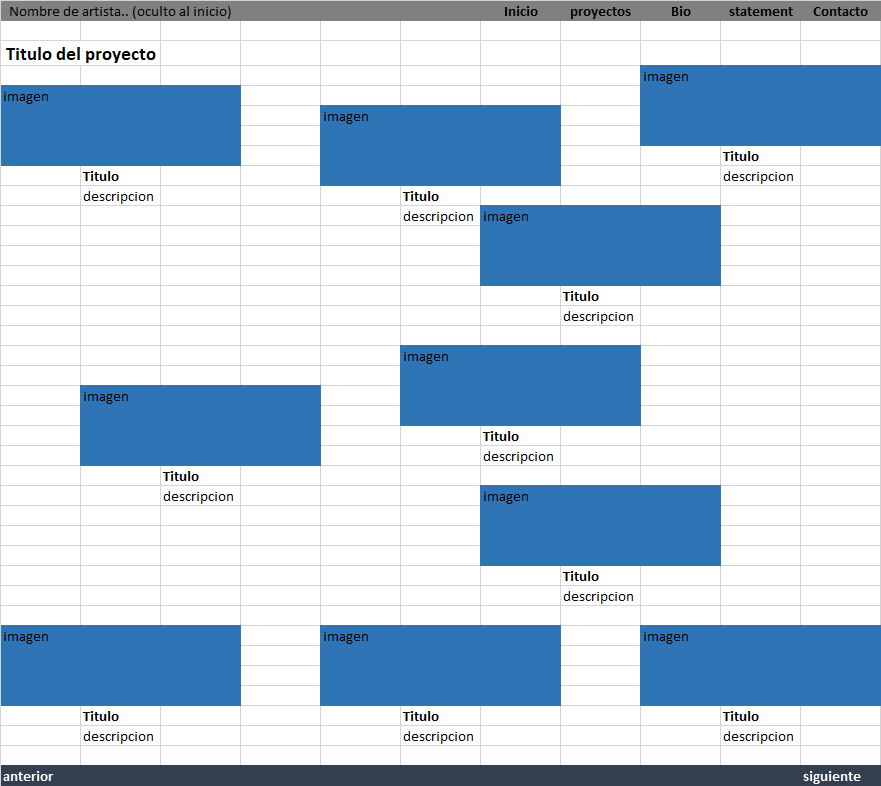 Nombre de artista.. (oculto al inicio) Inicio proyectos Bio statement Contacto
Titulo del proyecto
imagen
imagen
imagen
Titulo
descripcion
Titulo
descripcion
Titulo
descripcion
imagen
Titulo
descripcion
imagen
imagen
Titulo
descripcion
Titulo
descripcion
imagen
Titulo
descripcion
imagen imagen imagen
Titulo Titulo Titulo
descripcion descripcion descripcion
anterior siguiente